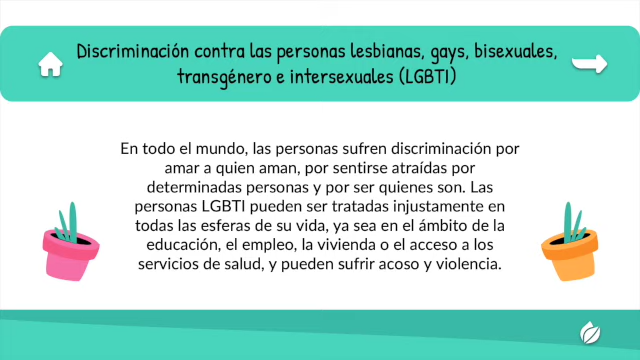 Discriminación contra las personas lesbianas, gays, bisexuales,
transgénero e intersexuales (LGBTI)
En todo el mundo, las personas sufren discriminación por
amar a quien aman, por sentirse atraídas por
determinadas personas y por ser quienes son. Las
personas LGBTI pueden ser tratadas injustamente en
todas las esferas de su vida, ya sea en el ámbito de la
educación, el empleo, la vivienda o el acceso a los
servicios de salud, y pueden sufrir acoso y violencia.